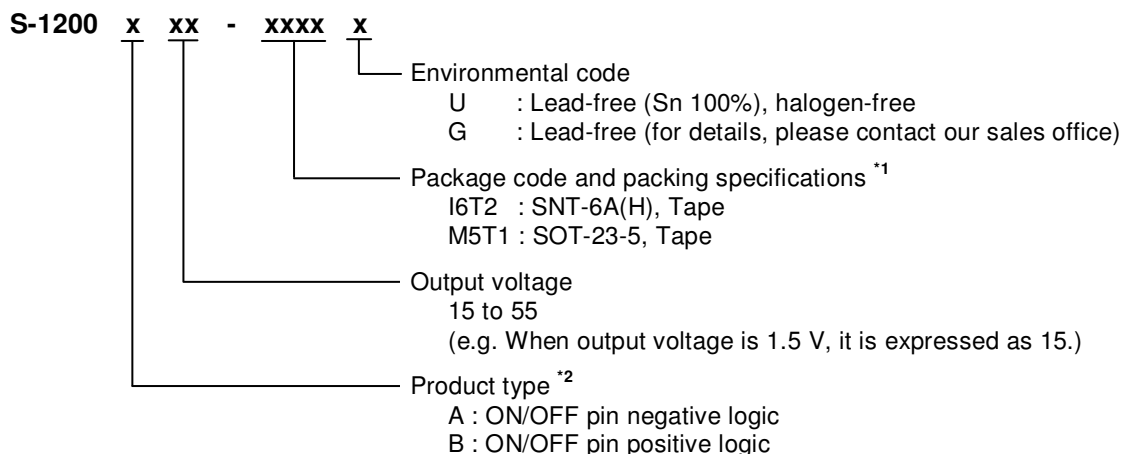 S-1200 x xx - xxxx x
Environmental code
U : Lead-free (Sn 100%), halogen-free
G : Lead-free (for details, please contact our sales office)
Package code and packing specifications *1
I6T2 : SNT-6A(H), Tape
M5T1 : SOT-23-5, Tape
Output voltage
15 to 55
(e.g. When output voltage is 1.5 V, it is expressed as 15.)
Product type *2
A : ON/OFF pin negative logic
B : ON/OFF pin positive logic